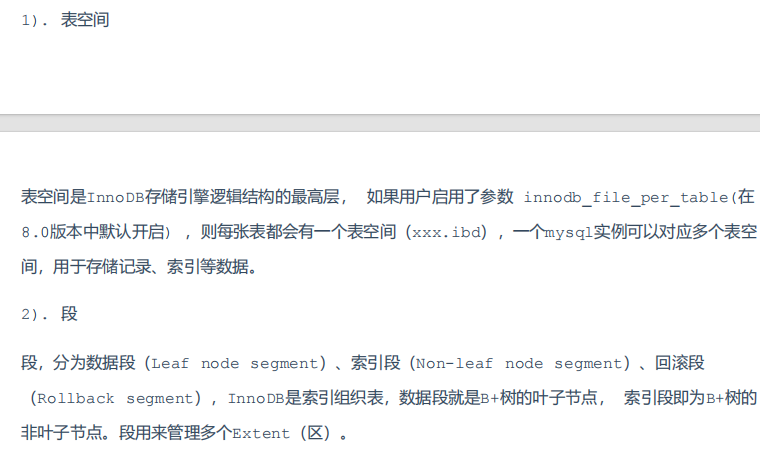 1). 表空间
表空间是InnoDB存储引擎逻辑结构的最高层， 如果用户启用了参数 innodb_file_per_table(在
8.0版本中默认开启) ，则每张表都会有一个表空间（xxx.ibd），一个mysql实例可以对应多个表空
间，用于存储记录、索引等数据。
2). 段
段，分为数据段（Leaf node segment）、索引段（Non-leaf node segment）、回滚段
（Rollback segment），InnoDB是索引组织表，数据段就是B+树的叶子节点， 索引段即为B+树的
非叶子节点。段用来管理多个Extent（区）。